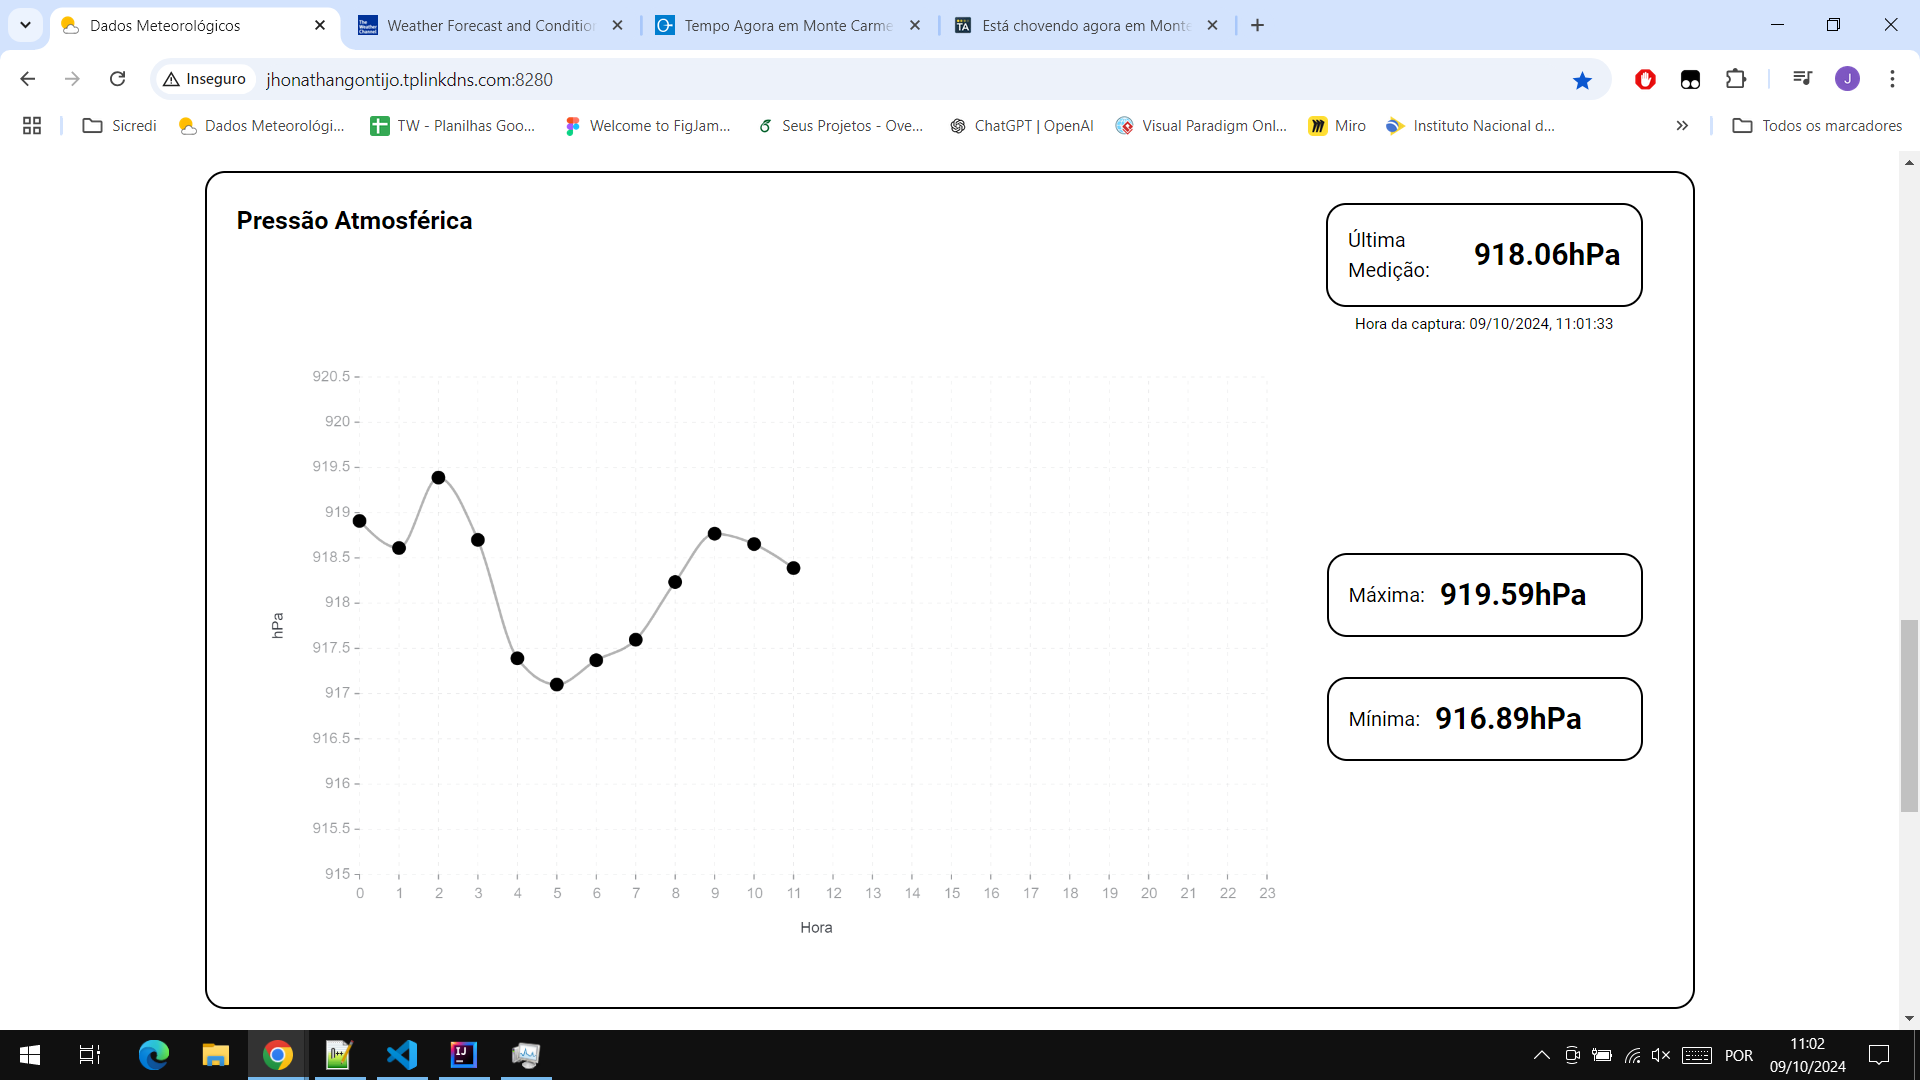 Dados Meteorológicos
Weather Forecast and Conditio
Tempo Agora em Monte Carme
Está chovendo agora em Monte
Inseguro
jhonathangontijo.tplinkdns.com:8280
J
Sicredi
Dados Meteorológi...
TW - Planilhas Goo...
Welcome to FigJam...
Seus Projetos - Ove...
ChatGPT | OpenAI
Visual Paradigm Onl...
Miro
Instituto Nacional d...
Todos os marcadores
Pressão Atmosférica
Última
Medição:
918.06hPa
Hora da captura: 09/10/2024, 11:01:33
920.5
920
919.5
919
918.5
918
917.5
917
916.5
916
915.5
915
hPa
0 1 2 3 4 5 6 7 8 9 10 11 12 13 14 15 16 17 18 19 20 21 22 23
Hora
Máxima: 919.59hPa
Mínima: 916.89hPa
POR
11:02
09/10/2024